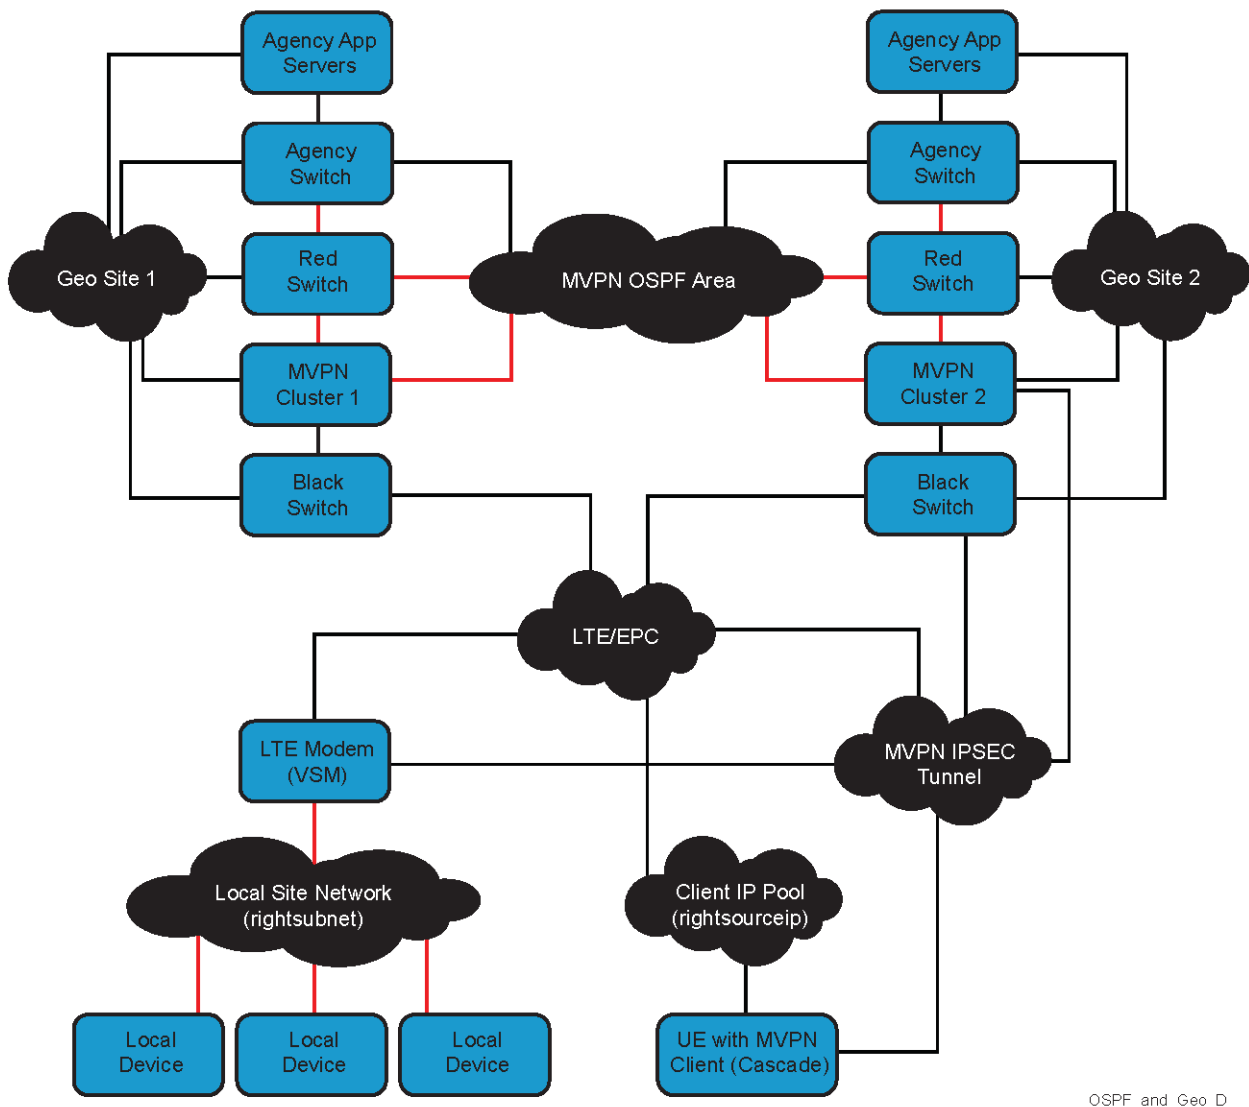 Agency App
Servers
Agency App
Servers
Agency
Switch
Agency
Switch
Geo Site 1
Red
Switch
MVPN OSPF Area
Red
Switch
Geo Site 2
MVPN
Cluster 1
MVPN
Cluster 2
Black
Switch
Black
Switch
LTE/EPC
LTE Modem
(VSM)
MVPN IPSEC
Tunnel
Local Site Network
(rightsubnet)
Client IP Pool
(rightsourceip)
Local
Device
Local
Device
Local
Device
UE with MVPN
Client (Cascade)
OSPF and Geo D